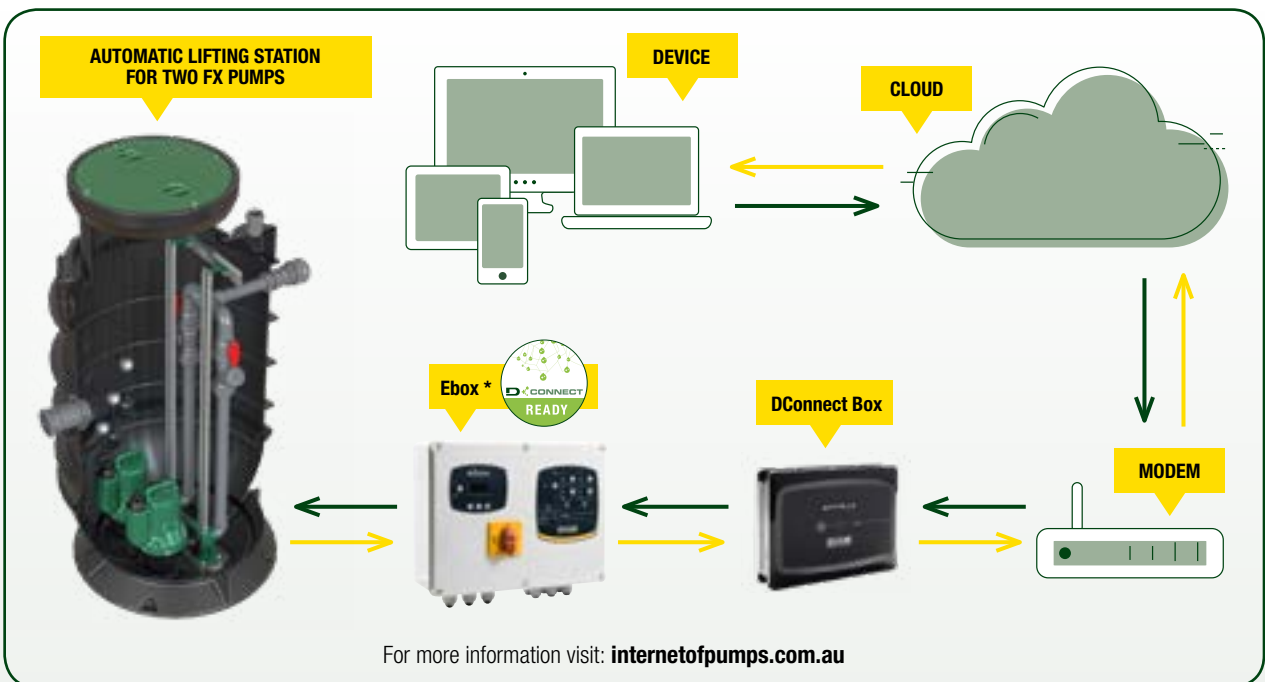 AUTOMATIC LIFTING STATION
FOR TWO FX PUMPS
DEVICE
CLOUD
Ebox *
D CONNECT
READY
DConnect Box
MODEM
For more information visit: internetofpumps.com.au